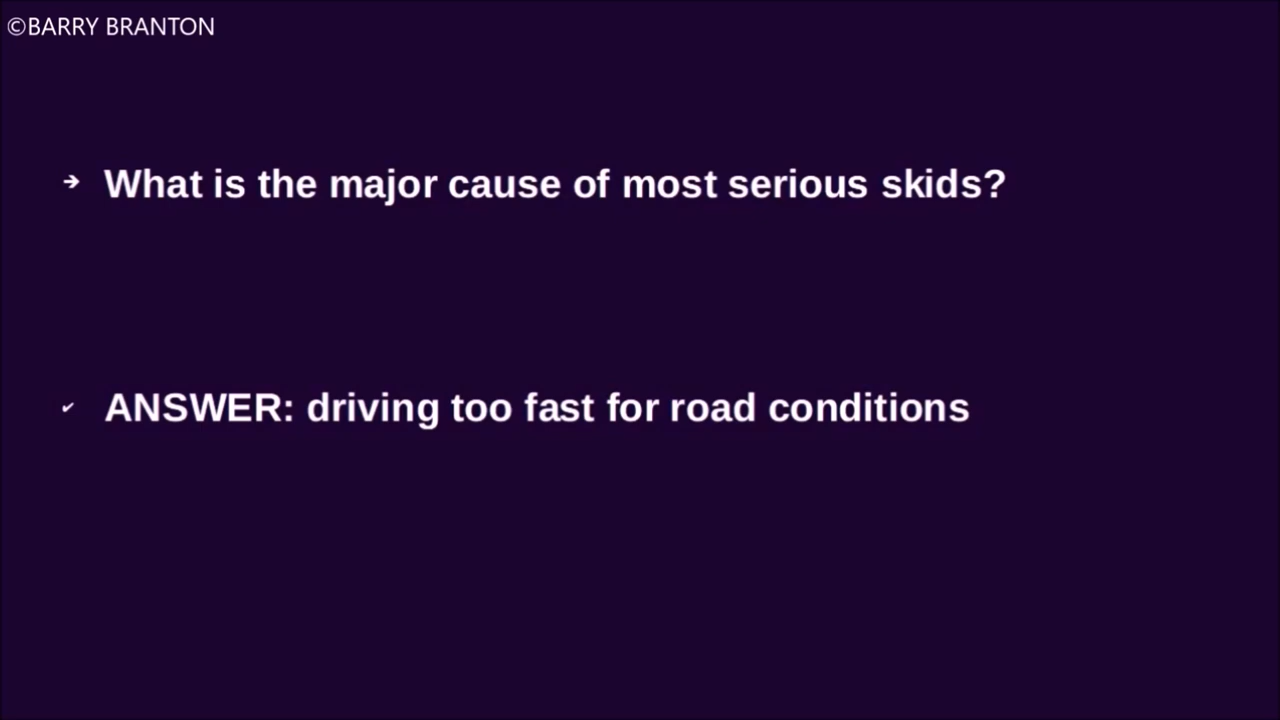 ©BARRY BRANTON
➔ What is the major cause of most serious skids?
✔ ANSWER: driving too fast for road conditions